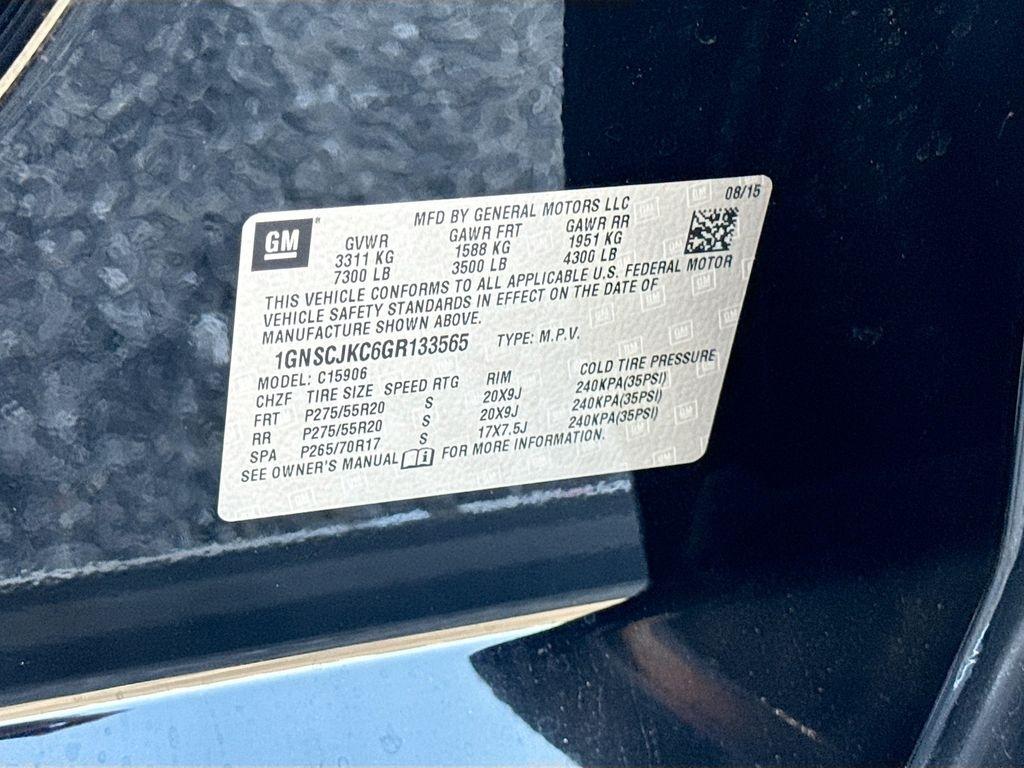 08/15
MFD BY GENERAL MOTORS LLC
GM
GVWR GAWR FRT GAWR RR
3311 KG 1588 KG 1951 KG
7300 LB 3500 LB 4300 LB
THIS VEHICLE CONFORMS TO ALL APPLICABLE U.S. FEDERAL MOTOR
VEHICLE SAFETY STANDARDS IN EFFECT ON THE DATE OF
MANUFACTURE SHOWN ABOVE.
1GNSCJKC6GR133565 TYPE: M.P.V.
MODEL: C15906
CHZF TIRE SIZE SPEED RTG RIM COLD TIRE PRESSURE
FRT P275/55R20 S 20X9J 240KPA(35PSI)
RR P275/55R20 S 20X9J 240KPA(35PSI)
SPA P265/70R17 S 17X7.5J 240KPA(35PSI)
SEE OWNER'S MANUAL FOR MORE INFORMATION.